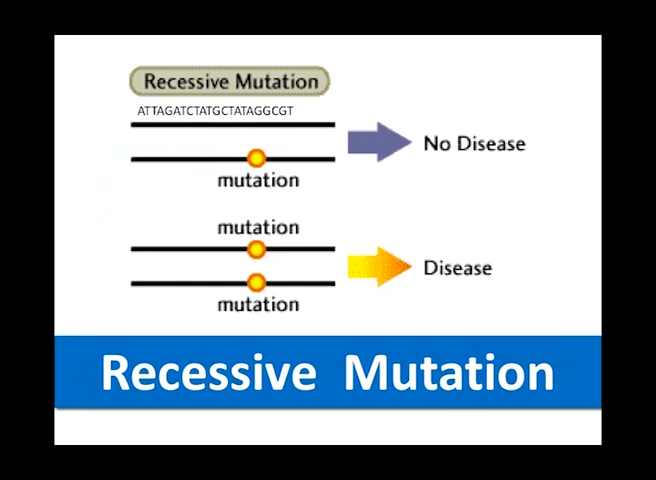 Recessive Mutation
ATTAGATCTATGCTATAGGCGT
No Disease
mutation
mutation
Disease
mutation
Recessive Mutation